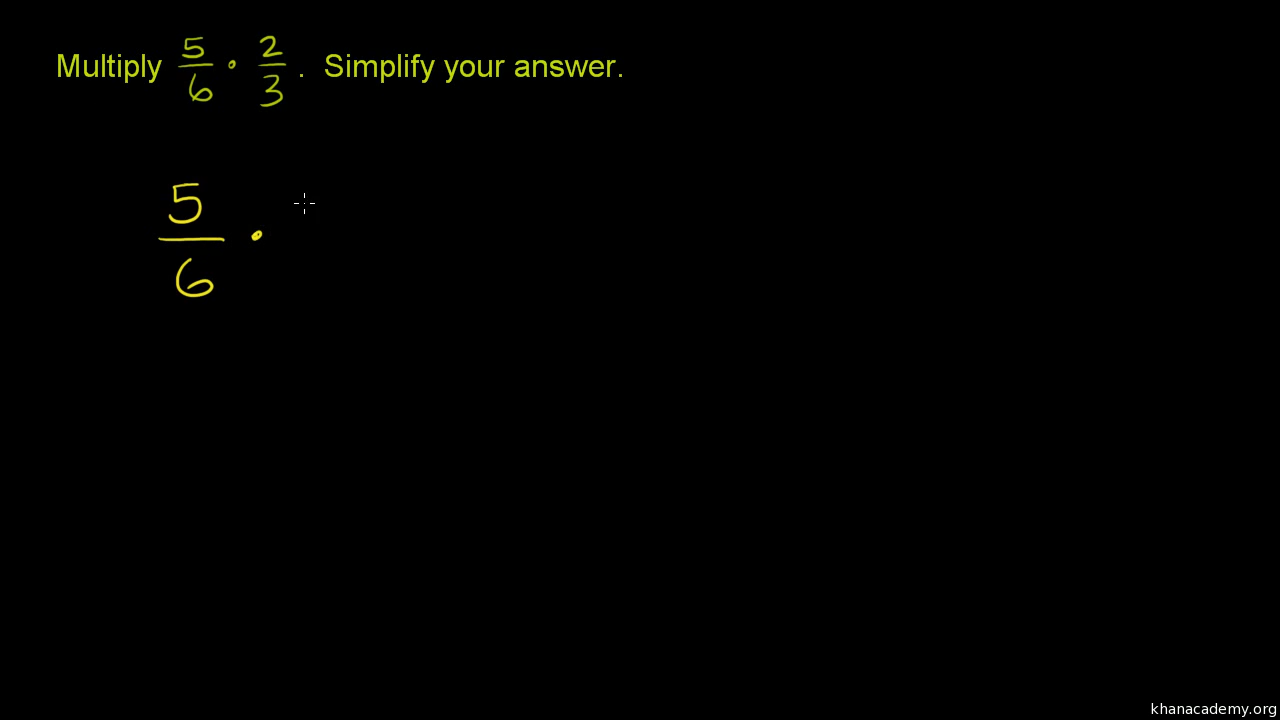 Multiply 5/6 · 2/3 . Simplify your answer.
5/6 ·
khanacademy.org